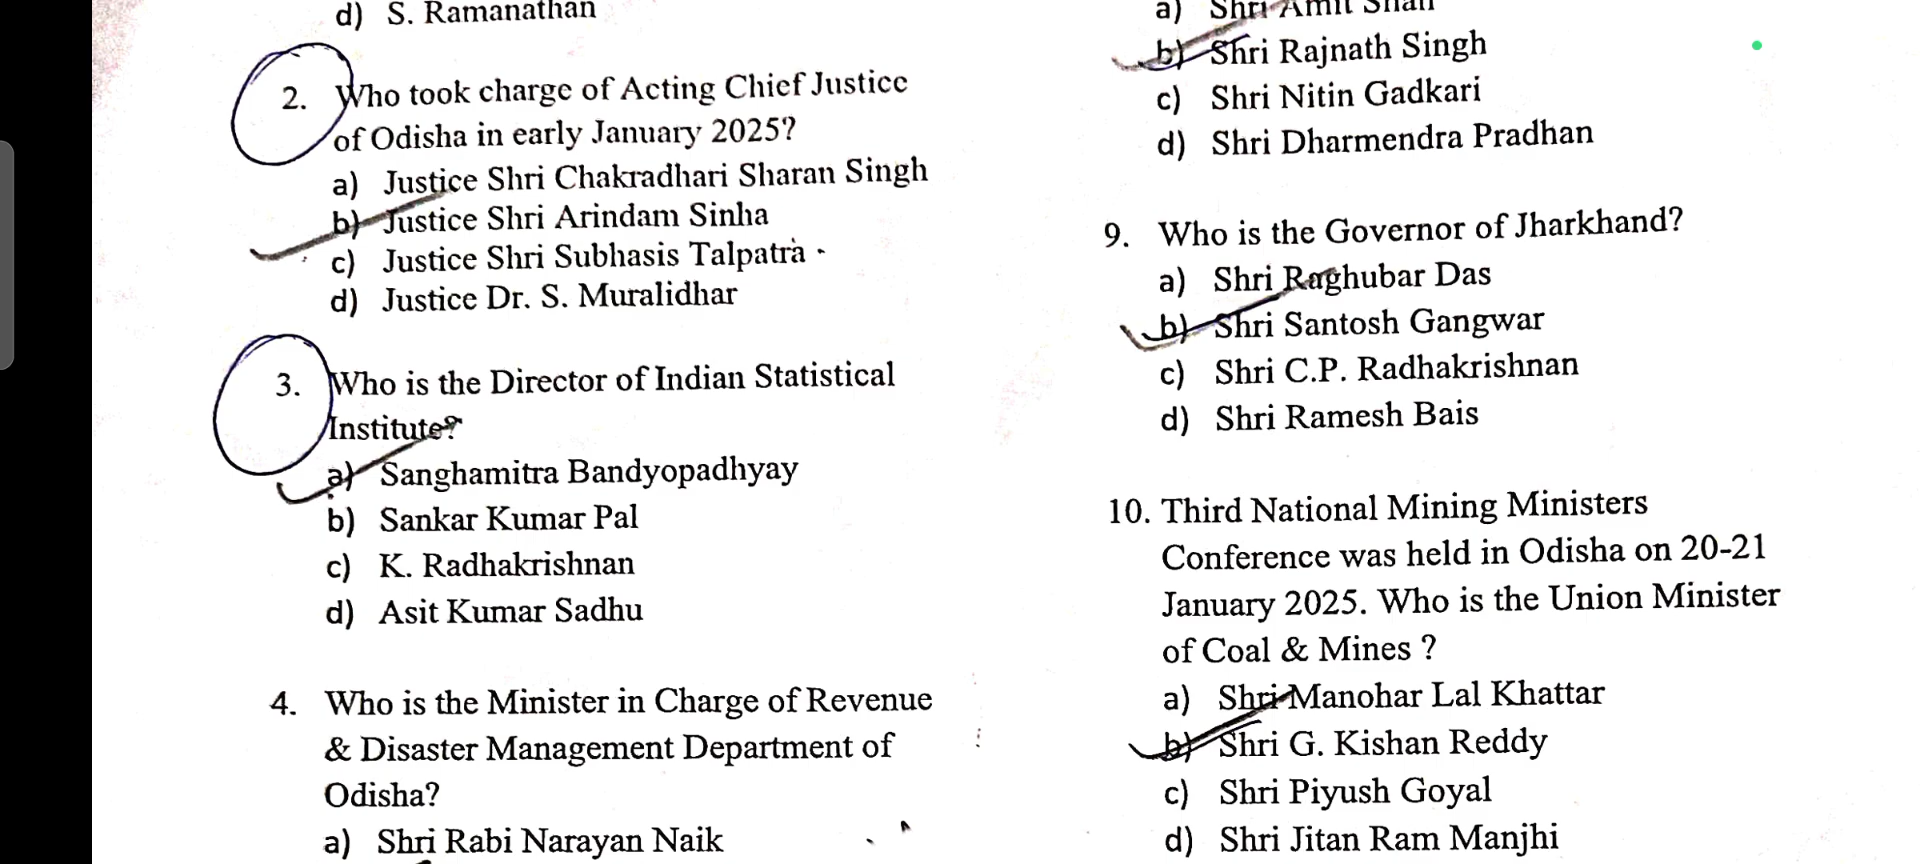 d) S. Ramanathan
2. Who took charge of Acting Chief Justice
of Odisha in early January 2025?
a) Justice Shri Chakradhari Sharan Singh
b) Justice Shri Arindam Sinha
c) Justice Shri Subhasis Talpatra
d) Justice Dr. S. Muralidhar
3. Who is the Director of Indian Statistical
Institute?
a) Sanghamitra Bandyopadhyay
b) Sankar Kumar Pal
c) K. Radhakrishnan
d) Asit Kumar Sadhu
4. Who is the Minister in Charge of Revenue
& Disaster Management Department of
Odisha?
a) Shri Rabi Narayan Naik
a) Shri Amit Shah
b) Shri Rajnath Singh
c) Shri Nitin Gadkari
d) Shri Dharmendra Pradhan
9. Who is the Governor of Jharkhand?
a) Shri Raghubar Das
b) Shri Santosh Gangwar
c) Shri C.P. Radhakrishnan
d) Shri Ramesh Bais
10. Third National Mining Ministers
Conference was held in Odisha on 20-21
January 2025. Who is the Union Minister
of Coal & Mines ?
a) Shri Manohar Lal Khattar
b) Shri G. Kishan Reddy
c) Shri Piyush Goyal
d) Shri Jitan Ram Manjhi